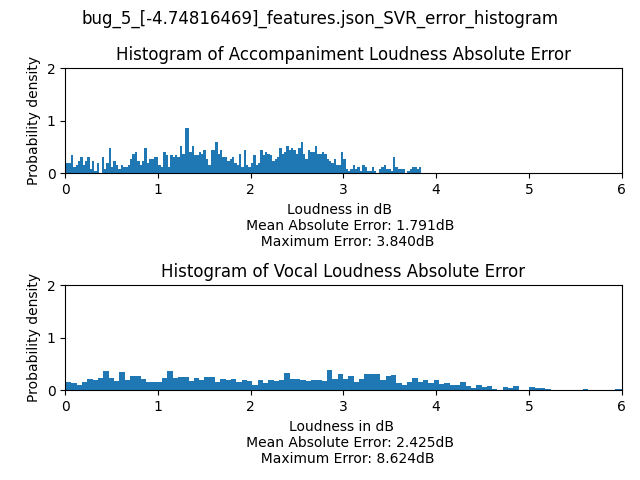 bug_5_[-4.74816469]_features.json_SVR_error_histogram
Histogram of Accompaniment Loudness Absolute Error
Probability density
2
1
0
0 1 2 3 4 5 6
Loudness in dB
Mean Absolute Error: 1.791dB
Maximum Error: 3.840dB
Histogram of Vocal Loudness Absolute Error
Probability density
2
1
0
0 1 2 3 4 5 6
Loudness in dB
Mean Absolute Error: 2.425dB
Maximum Error: 8.624dB